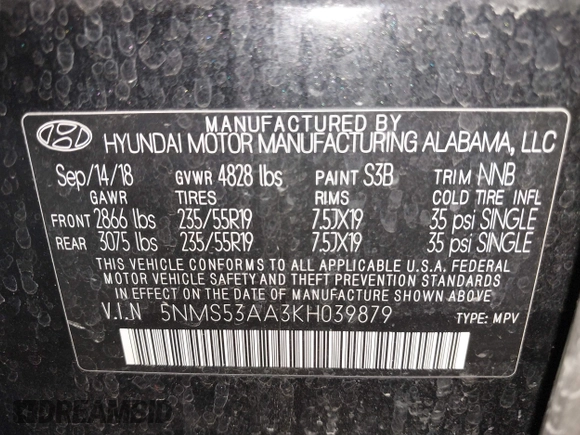 MANUFACTURED BY
HYUNDAI MOTOR MANUFACTURING ALABAMA, LLC
Sep/14/18 GVWR 4828 lbs PAINT S3B TRIM NNB
GAWR TIRES RIMS COLD TIRE INFL
FRONT 2866 lbs 235/55R19 7.5JX19 35 psi SINGLE
REAR 3075 lbs 235/55R19 7.5JX19 35 psi SINGLE
THIS VEHICLE CONFORMS TO ALL APPLICABLE U.S.A. FEDERAL
MOTOR VEHICLE SAFETY AND THEFT PREVENTION STANDARDS
IN EFFECT ON THE DATE OF MANUFACTURE SHOWN ABOVE
V.I.N 5NMS53AA3KH039879 TYPE: MPV
DREAMBID